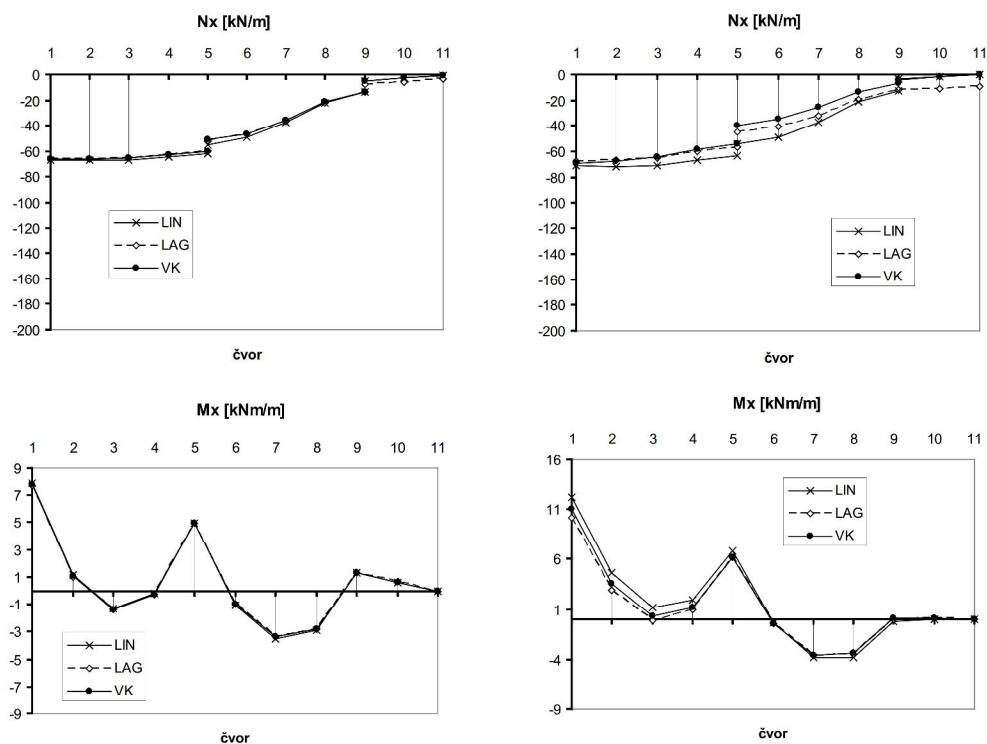 Nx [kN/m]
1 2 3 4 5 6 7 8 9 10 11
0
-20
-40
-60
-80
-100
-120
-140
-160
-180
-200
LIN
LAG
VK
čvor
Nx [kN/m]
1 2 3 4 5 6 7 8 9 10 11
0
-20
-40
-60
-80
-100
-120
-140
-160
-180
-200
LIN
LAG
VK
čvor
Mx [kNm/m]
1 2 3 4 5 6 7 8 9 10 11
9
7
5
3
1
-1
-3
-5
-7
-9
LIN
LAG
VK
čvor
Mx [kNm/m]
1 2 3 4 5 6 7 8 9 10 11
16
11
6
1
-4
-9
LIN
LAG
VK
čvor